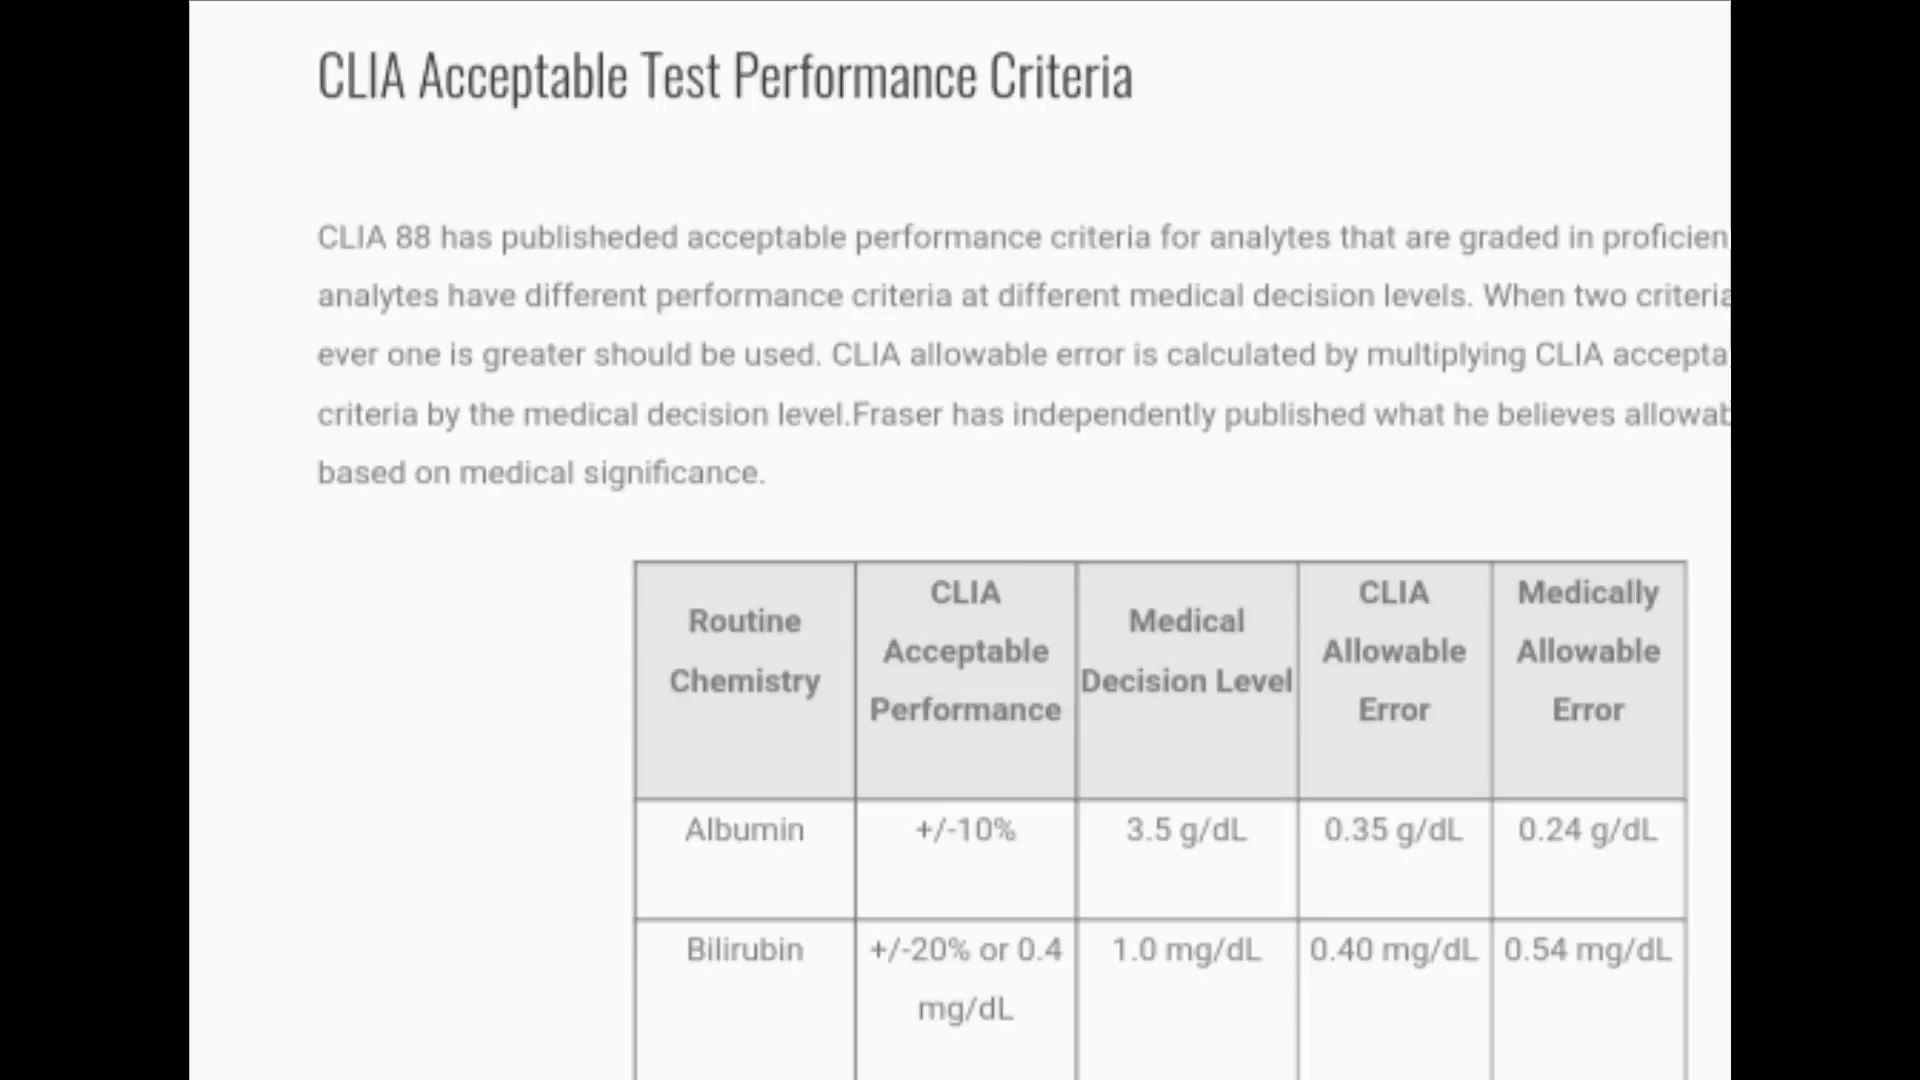 CLIA Acceptable Test Performance Criteria
CLIA 88 has publisheded acceptable performance criteria for analytes that are graded in proficien
analytes have different performance criteria at different medical decision levels. When two criteria
ever one is greater should be used. CLIA allowable error is calculated by multiplying CLIA accepta
criteria by the medical decision level.Fraser has independently published what he believes allowab
based on medical significance.
Routine Chemistry | CLIA Acceptable Performance | Medical Decision Level | CLIA Allowable Error | Medically Allowable Error
Albumin | +/-10% | 3.5 g/dL | 0.35 g/dL | 0.24 g/dL
Bilirubin | +/-20% or 0.4 mg/dL | 1.0 mg/dL | 0.40 mg/dL | 0.54 mg/dL